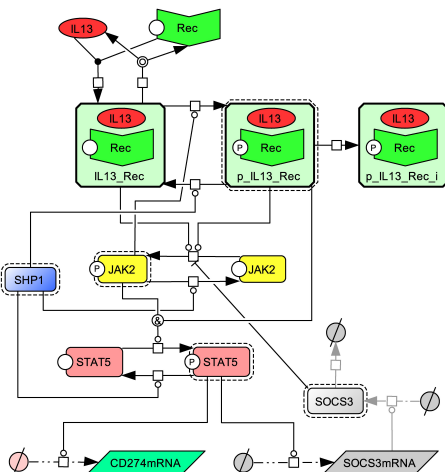 IL13
Rec
IL13
Rec
IL13_Rec
IL13
P
Rec
p_IL13_Rec
IL13
P
Rec
p_IL13_Rec_i
SHP1
P
JAK2
JAK2
&
STAT5
P
STAT5
SOCS3
CD274mRNA
SOCS3mRNA